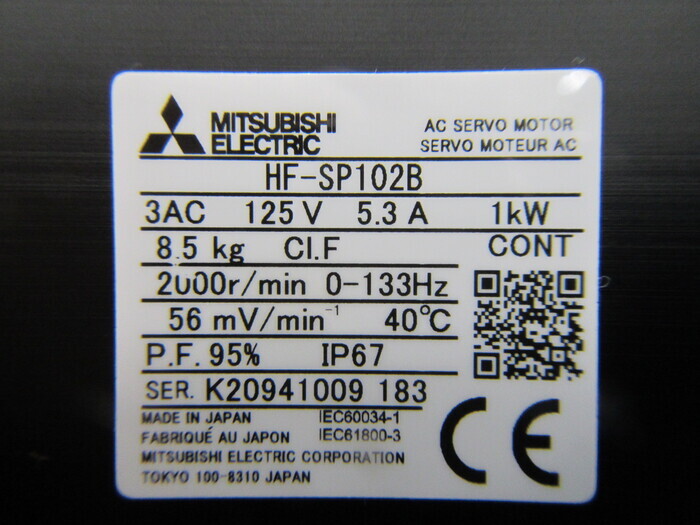 MITSUBISHI
ELECTRIC
AC SERVO MOTOR
SERVO MOTEUR AC
HF-SP102B
3AC 125 V 5.3 A 1kW
8.5 kg Cl.F CONT
2000r/min 0-133Hz
56 mV/min⁻¹ 40℃
P.F. 95% IP67
SER. K20941009 183
MADE IN JAPAN IEC60034-1
FABRIQUÉ AU JAPON IEC61800-3
MITSUBISHI ELECTRIC CORPORATION
TOKYO 100-8310 JAPAN
CE